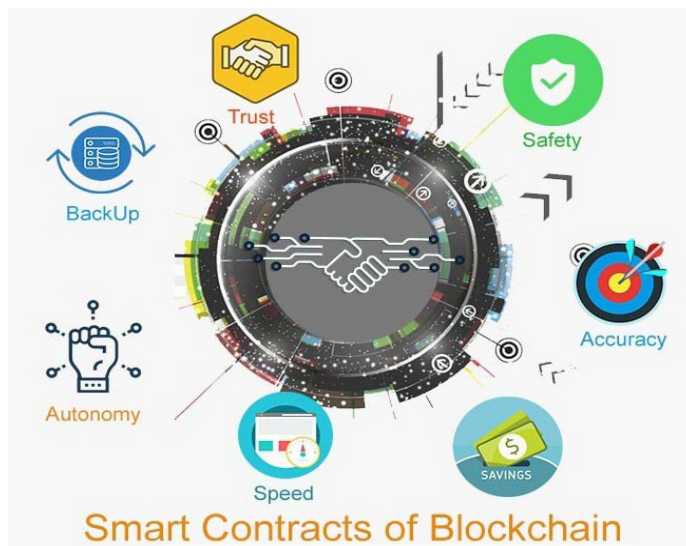 Trust
Safety
BackUp
Accuracy
Autonomy
SAVINGS
Speed
Smart Contracts of Blockchain